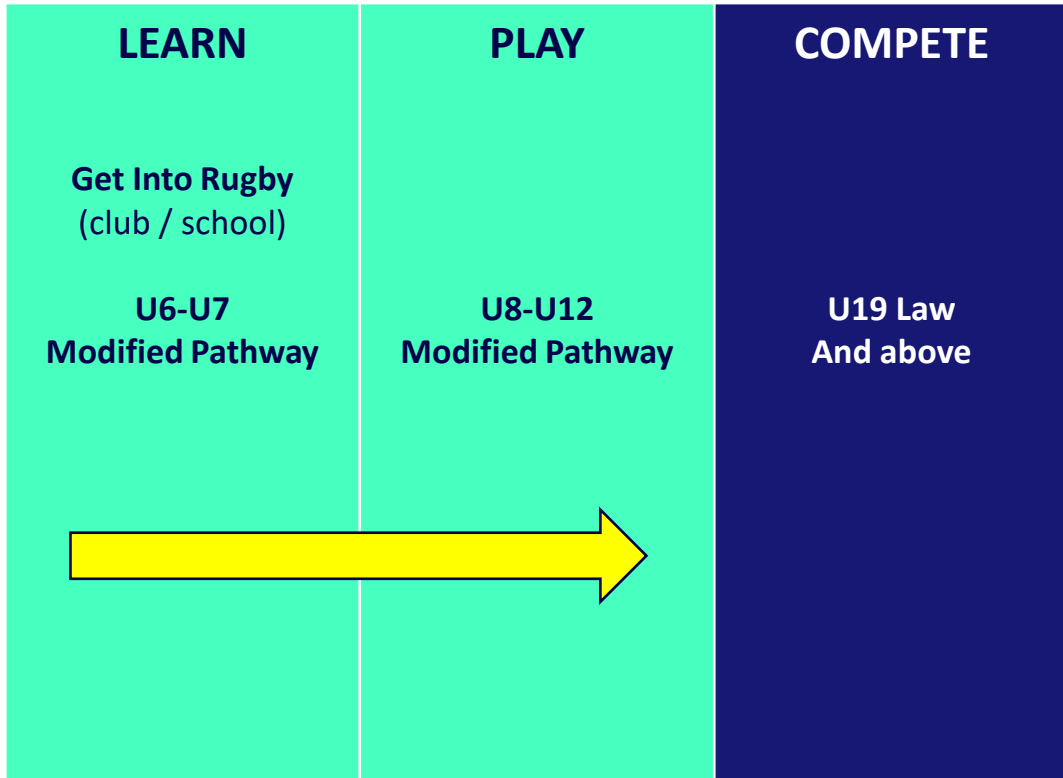 LEARN
Get Into Rugby
(club / school)
U6-U7
Modified Pathway
PLAY
U8-U12
Modified Pathway
COMPETE
U19 Law
And above